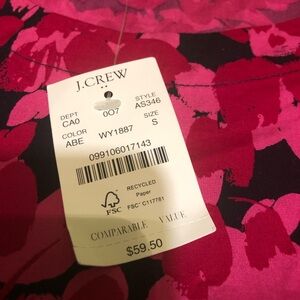 J.CREW
DEPT
CA0
007
STYLE
AS346
COLOR
ABE
WY1887
SIZE
S
099106017143
FSC
RECYCLED
Paper
FSC® C117781
COMPARABLE VALUE
$59.50